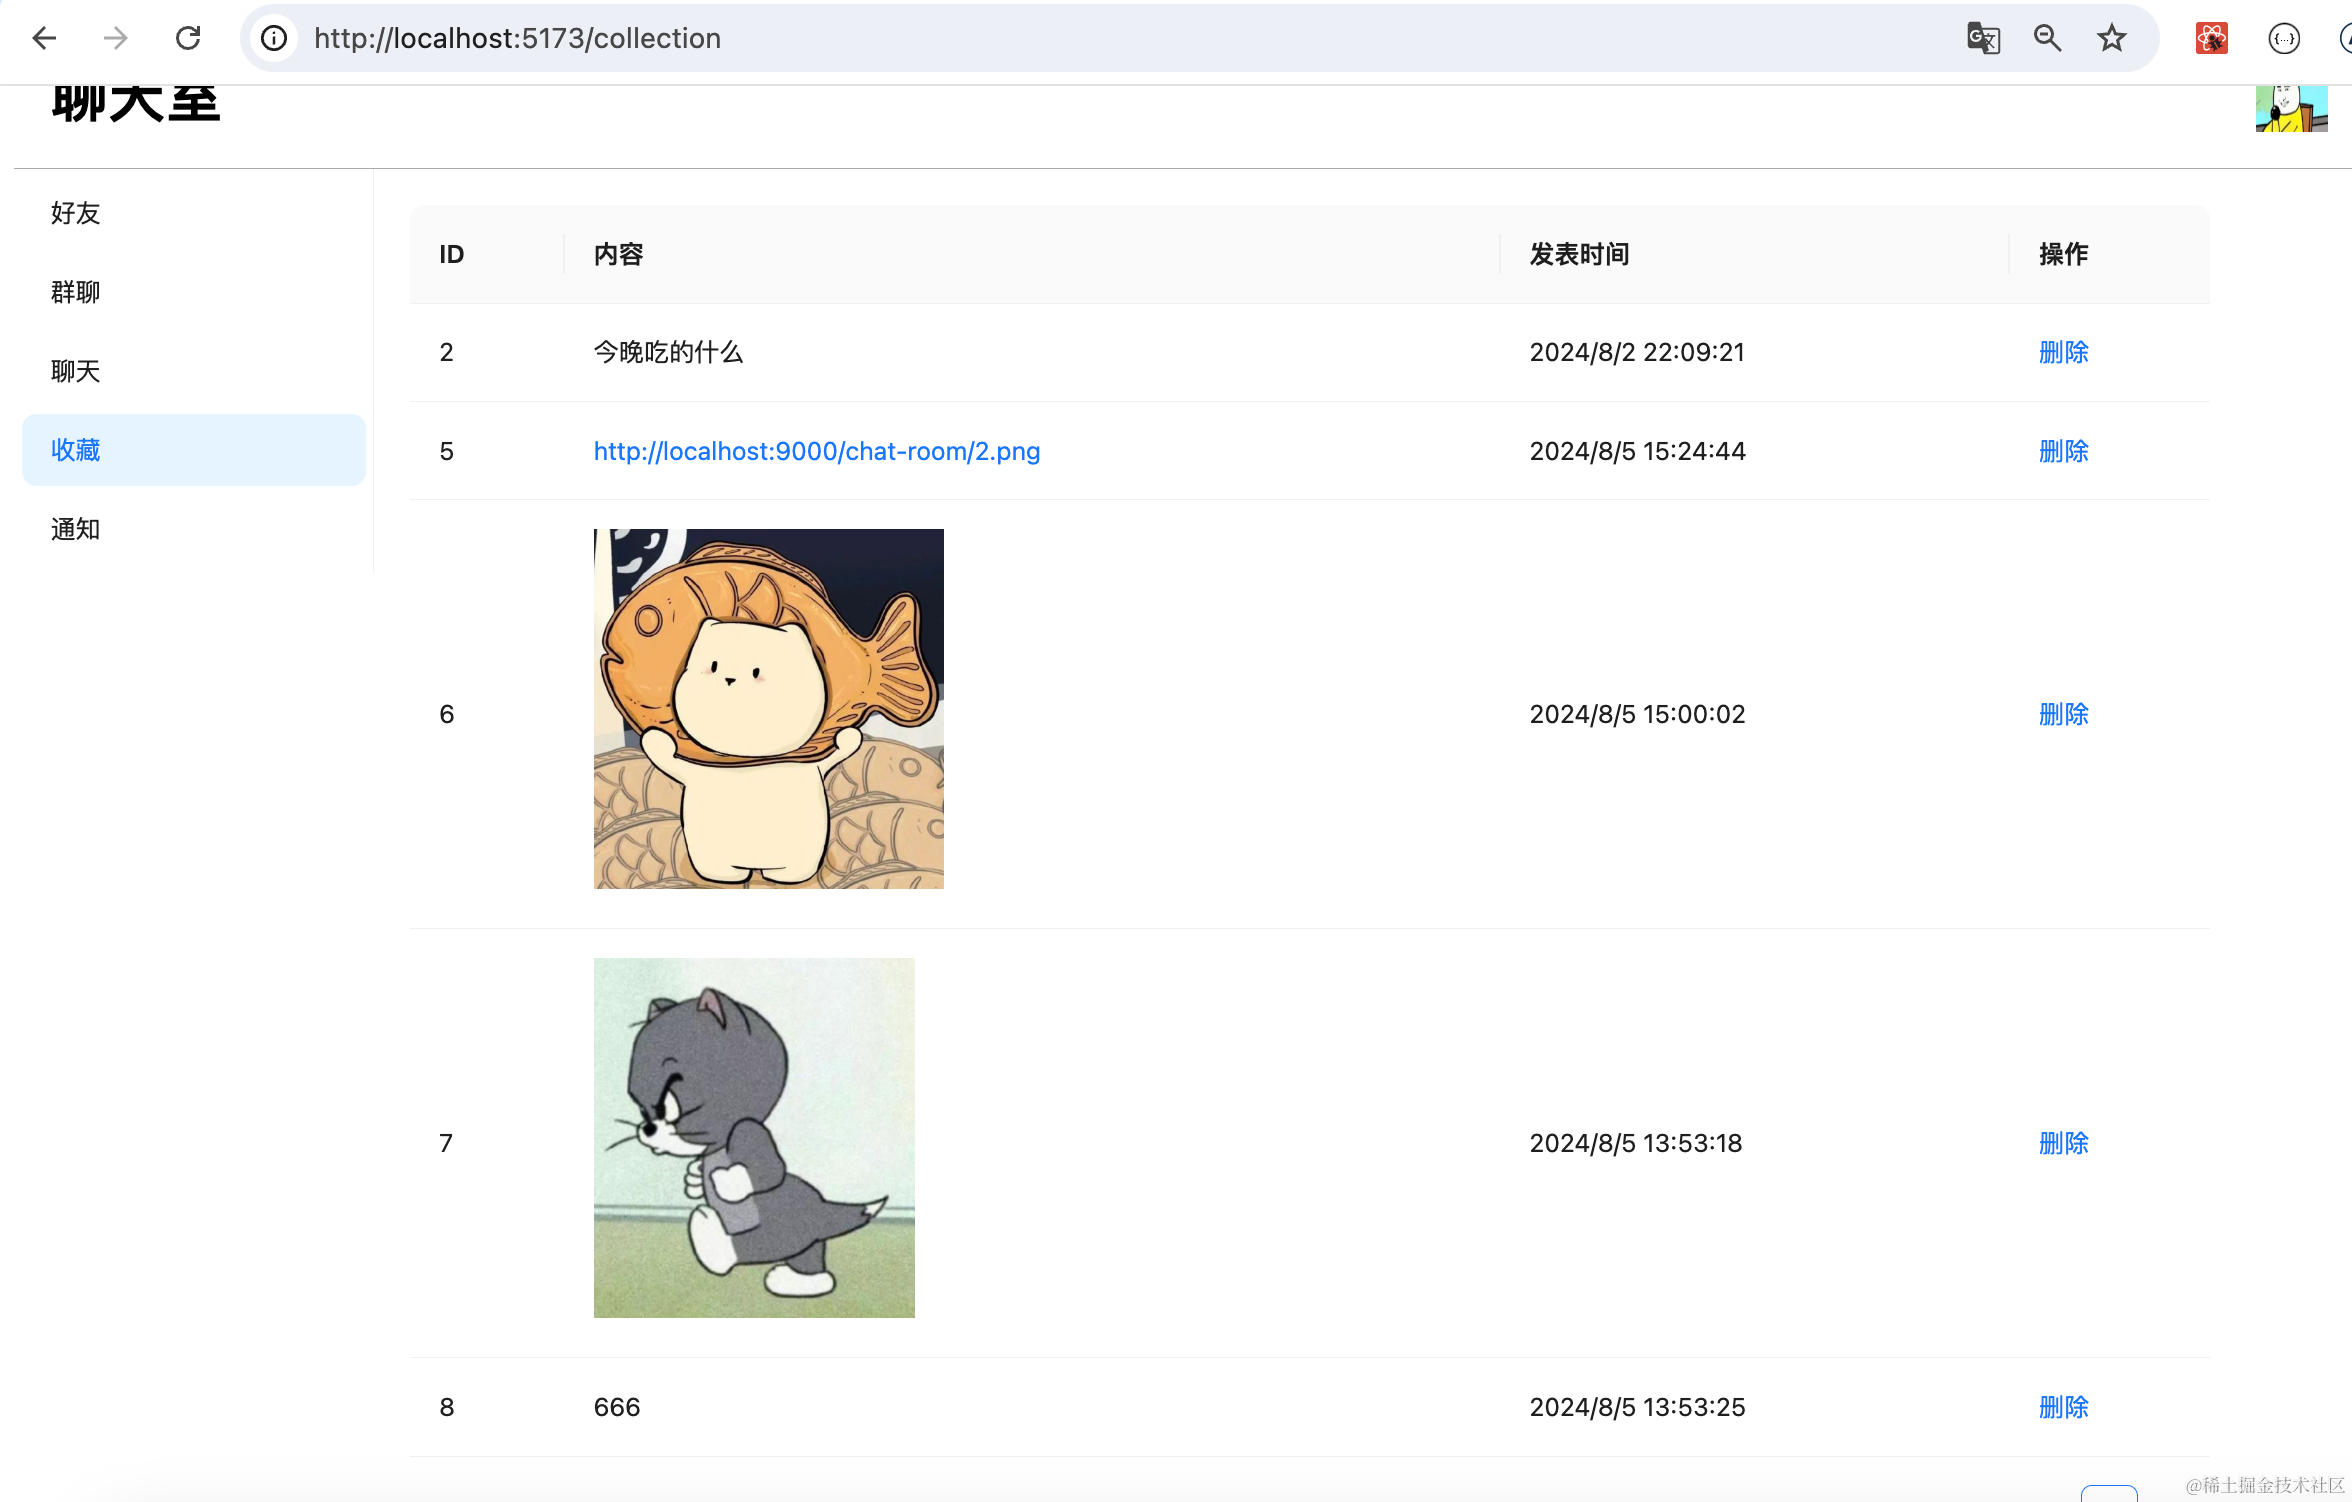 http://localhost:5173/collection
聊天室
好友
群聊
聊天
收藏
通知
ID 内容 发表时间 操作
2 今晚吃的什么 2024/8/2 22:09:21 删除
5 http://localhost:9000/chat-room/2.png 2024/8/5 15:24:44 删除
6 2024/8/5 15:00:02 删除
7 2024/8/5 13:53:18 删除
8 666 2024/8/5 13:53:25 删除
@稀土掘金技术社区